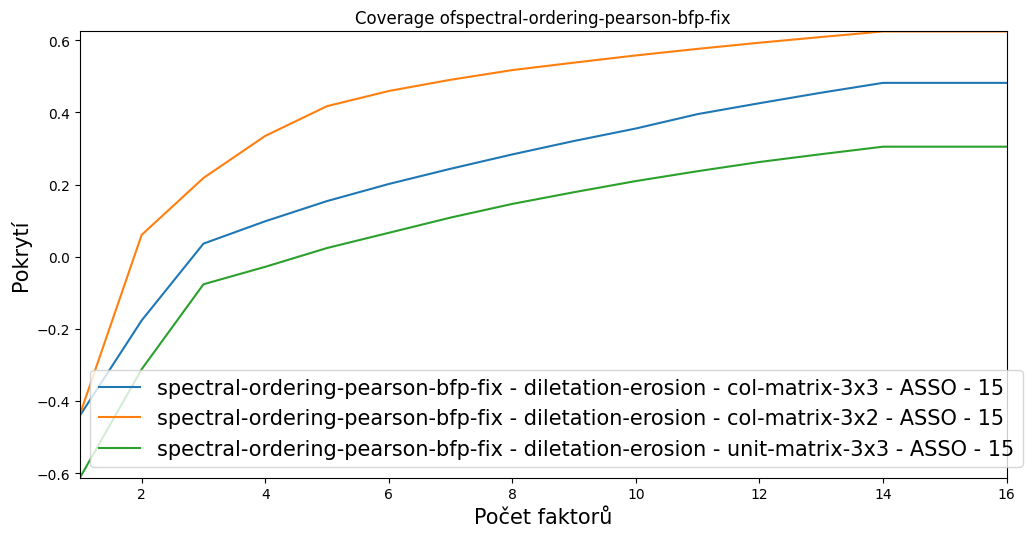 Coverage ofspectral-ordering-pearson-bfp-fix
0.6
0.4
0.2
0.0
−0.2
−0.4
−0.6
Pokrytí
spectral-ordering-pearson-bfp-fix - diletation-erosion - col-matrix-3x3 - ASSO - 15
spectral-ordering-pearson-bfp-fix - diletation-erosion - col-matrix-3x2 - ASSO - 15
spectral-ordering-pearson-bfp-fix - diletation-erosion - unit-matrix-3x3 - ASSO - 15
2 4 6 8 10 12 14 16
Počet faktorů